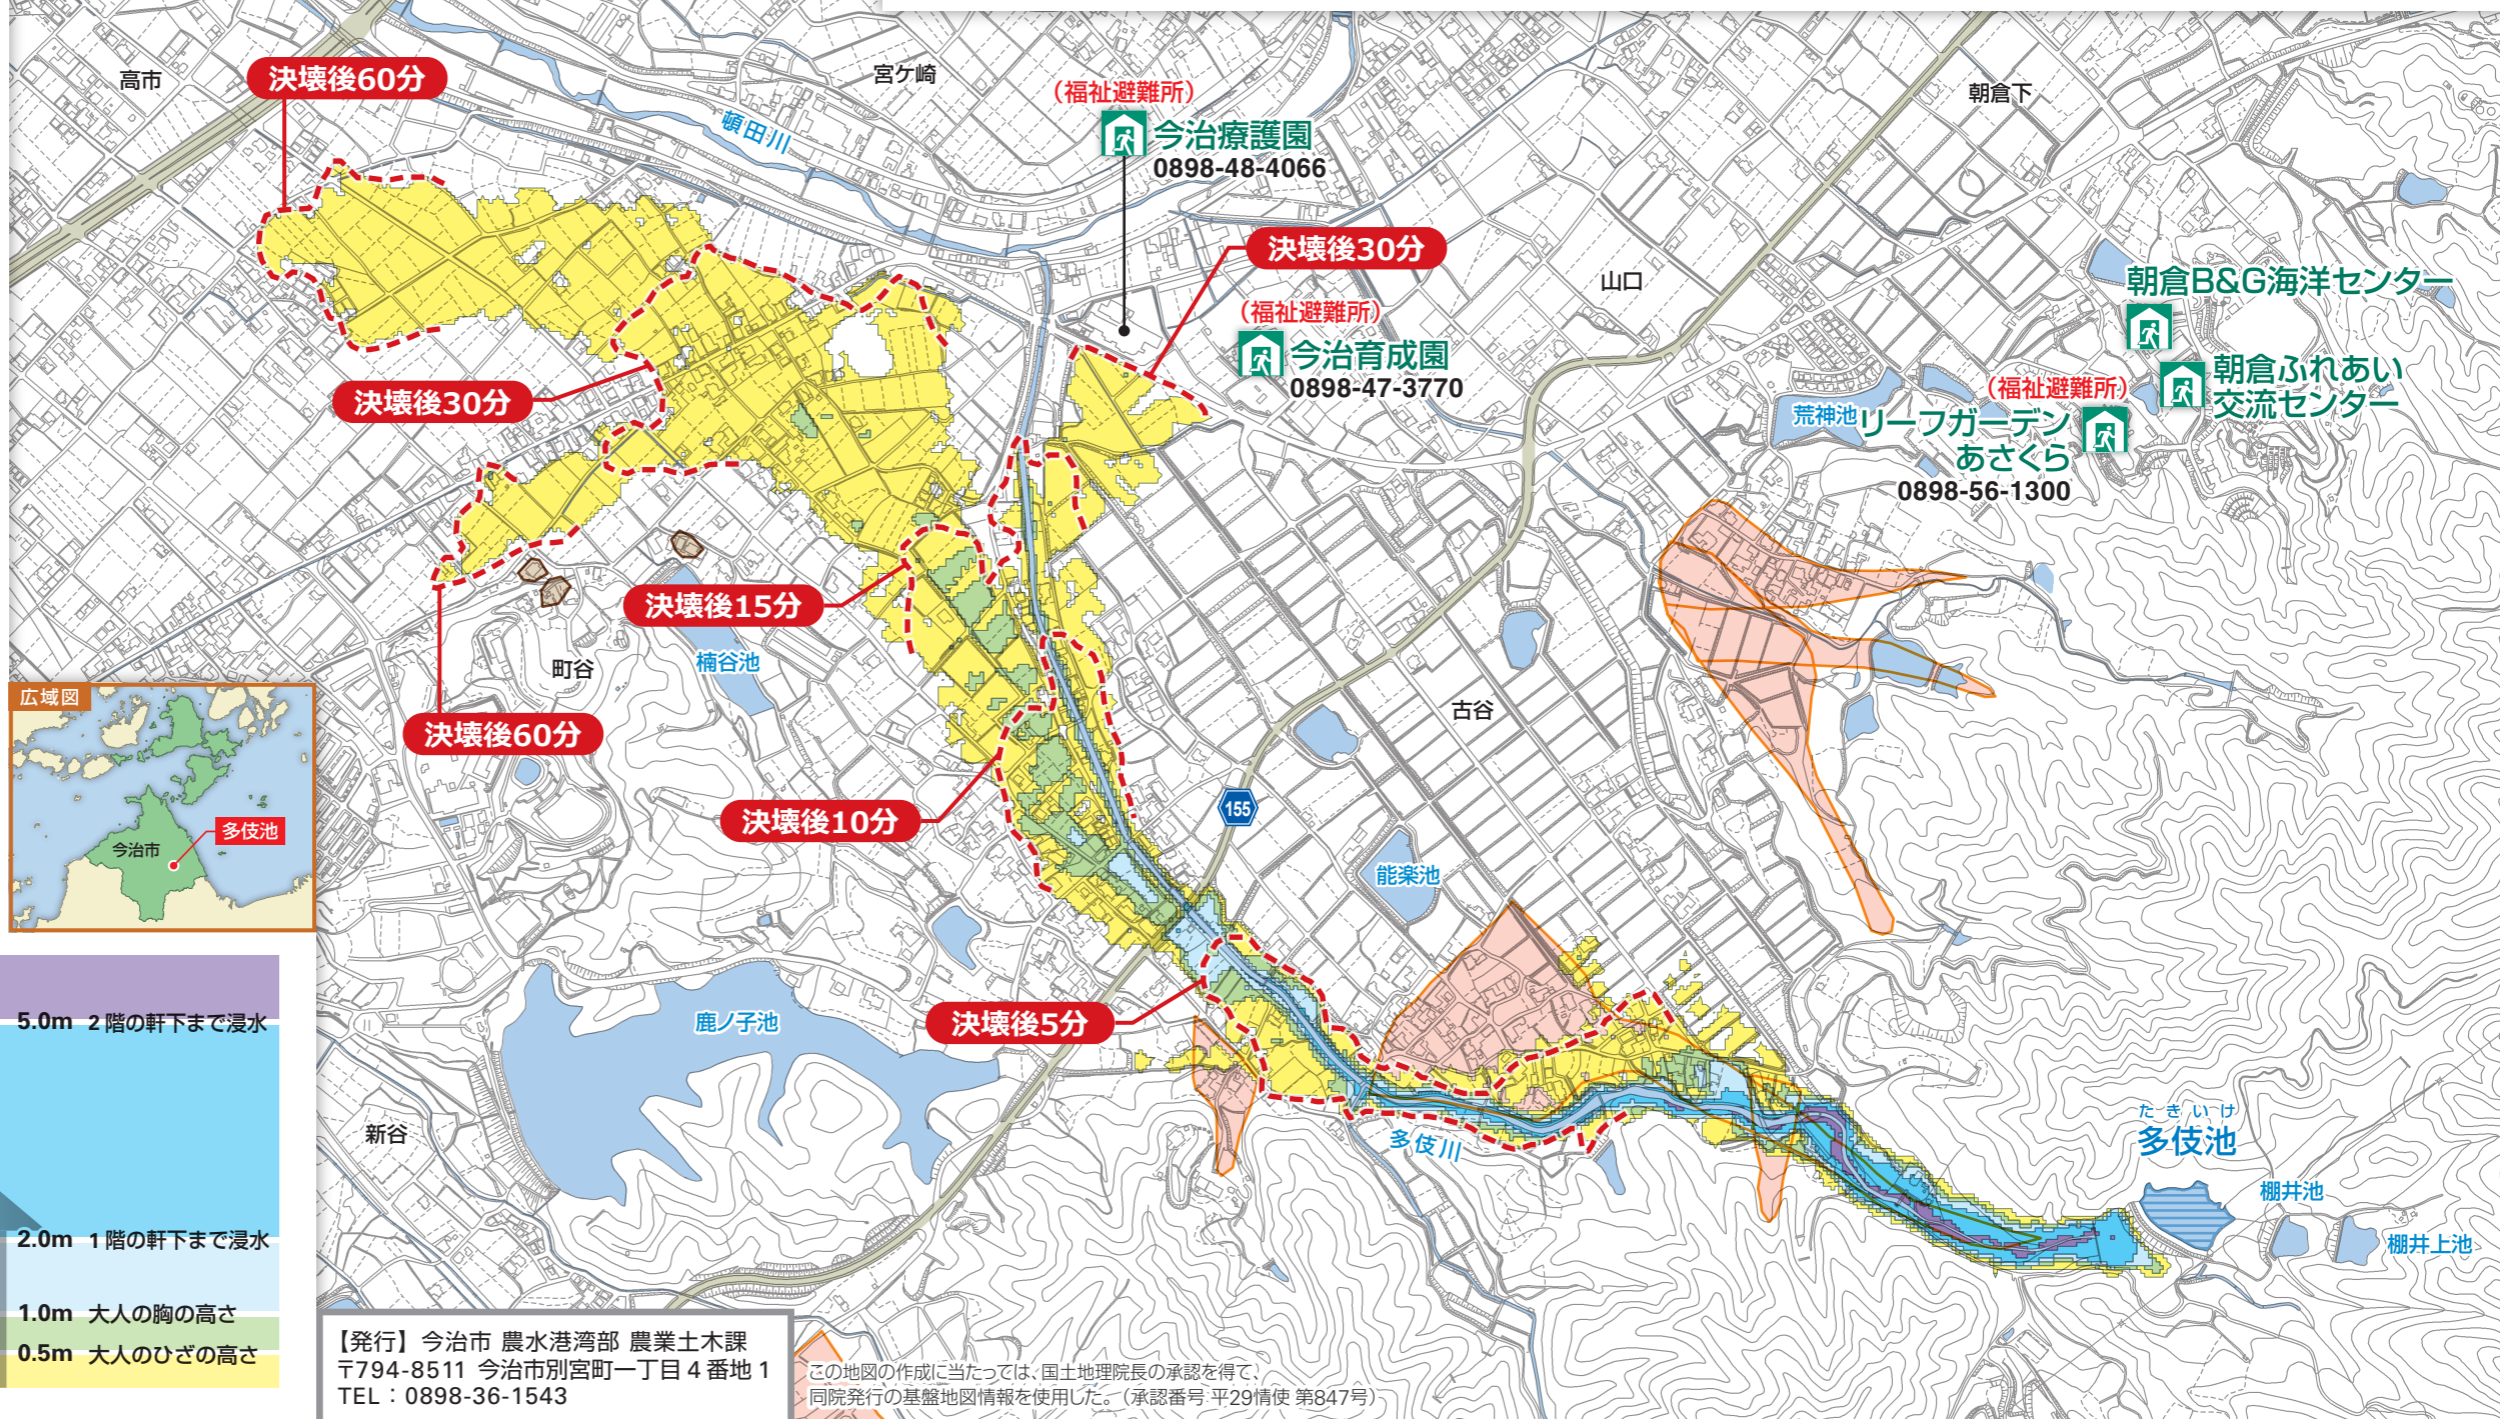 高市
決壊後60分
宮ケ崎
頓田川
(福祉避難所)
今治療護園
0898-48-4066
朝倉下
決壊後30分
(福祉避難所)
今治育成園
0898-47-3770
山口
朝倉B&G海洋センター
朝倉ふれあい
交流センター
(福祉避難所)
荒神池
リーフガーデン
あさくら
0898-56-1300
決壊後30分
決壊後15分
町谷
楠谷池
決壊後60分
古谷
決壊後10分
155
能楽池
広域図
今治市
多伎池
鹿ノ子池
決壊後5分
多伎川
たきいけ
多伎池
棚井池
棚井上池
新谷
5.0m 2階の軒下まで浸水
2.0m 1階の軒下まで浸水
1.0m 大人の胸の高さ
0.5m 大人のひざの高さ
【発行】今治市 農水港湾部 農業土木課
〒794-8511 今治市別宮町一丁目4番地1
TEL:0898-36-1543
この地図の作成に当たっては、国土地理院長の承認を得て、
同院発行の基盤地図情報を使用した。(承認番号 平29情使 第847号)